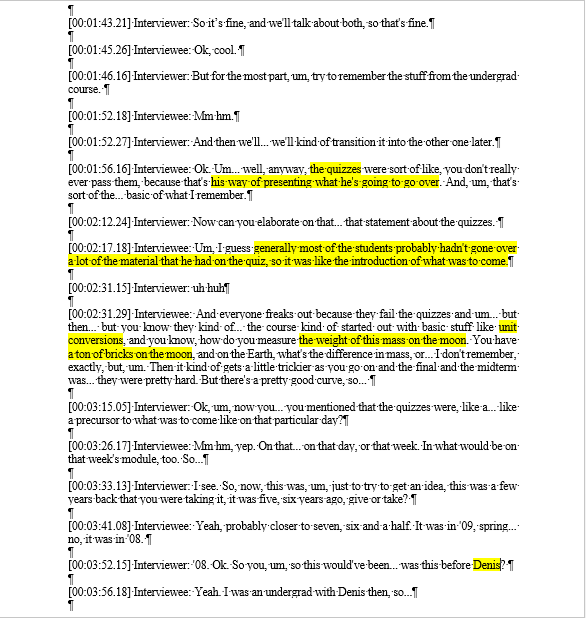 [00:01:43.21] Interviewer: So it’s fine, and we'll talk about both, so that's fine.¶
¶
[00:01:45.26] Interviewee: Ok, cool.¶
¶
[00:01:46.16] Interviewer: But for the most part, um, try to remember the stuff from the undergrad
course.¶
¶
[00:01:52.18] Interviewee: Mm hm.¶
¶
[00:01:52.27] Interviewer: And then we'll... we'll kind of transition it into the other one later.¶
¶
[00:01:56.16] Interviewee: Ok. Um... well, anyway, the quizzes were sort of like, you don't really
ever pass them, because that's his way of presenting what he's going to go over. And, um, that's
sort of the... basic of what I remember.¶
¶
[00:02:12.24] Interviewer: Now can you elaborate on that... that statement about the quizzes.¶
¶
[00:02:17.18] Interviewee: Um, I guess generally most of the students probably hadn't gone over
a lot of the material that he had on the quiz, so it was like the introduction of what was to come.¶
¶
[00:02:31.15] Interviewer: uh huh¶
¶
[00:02:31.29] Interviewee: And everyone freaks out because they fail the quizzes and um... but
then... but you know they kind of... the course kind of started out with basic stuff like unit
conversions, and you know, how do you measure the weight of this mass on the moon. You have
a ton of bricks on the moon, and on the Earth, what's the difference in mass, or... I don't remember,
exactly, but, um. Then it kind of gets a little trickier as you go on and the final and the midterm
was... they were pretty hard. But there's a pretty good curve, so...¶
¶
[00:03:15.05] Interviewer: Ok, um, now you... you mentioned that the quizzes were, like a... like
a precursor to what was to come like on that particular day?¶
¶
[00:03:26.17] Interviewee: Mm hm, yep. On that... on that day, or that week. In what would be on
that week's module, too. So...¶
¶
[00:03:33.13] Interviewer: I see. So, now, this was, um, just to try to get an idea, this was a few
years back that you were taking it, it was five, six years ago, give or take?¶
¶
[00:03:41.08] Interviewee: Yeah, probably closer to seven, six and a half. It was in '09, spring...
no, it was in '08.¶
¶
[00:03:52.15] Interviewer: '08. Ok. So you, um, so this would've been... was this before Denis?¶
¶
[00:03:56.18] Interviewee: Yeah. I was an undergrad with Denis then, so...¶
¶